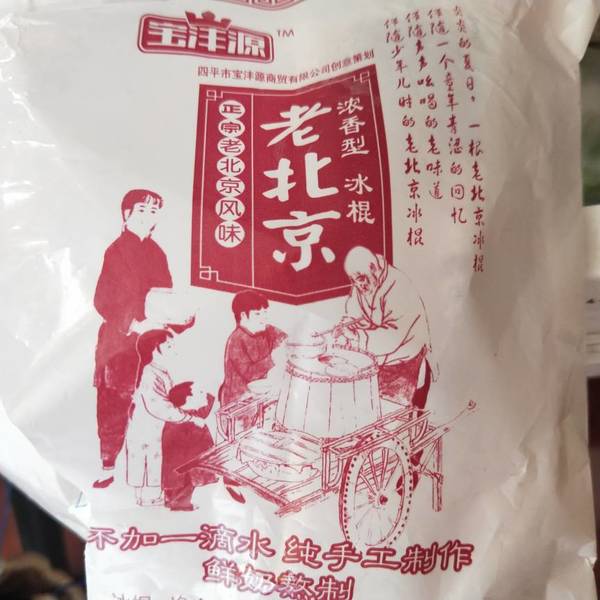 宝沣源 TM
四平市宝沣源商贸有限公司创意策划
浓香型 冰棍
老北京
正宗老北京风味
炎炎的夏日，一根老北京冰棍
伴随一个童年青涩的回忆
伴随声声吆喝的老味道
伴随少年儿时的老北京冰棍
不加一滴水 纯手工制作
鲜奶熬制